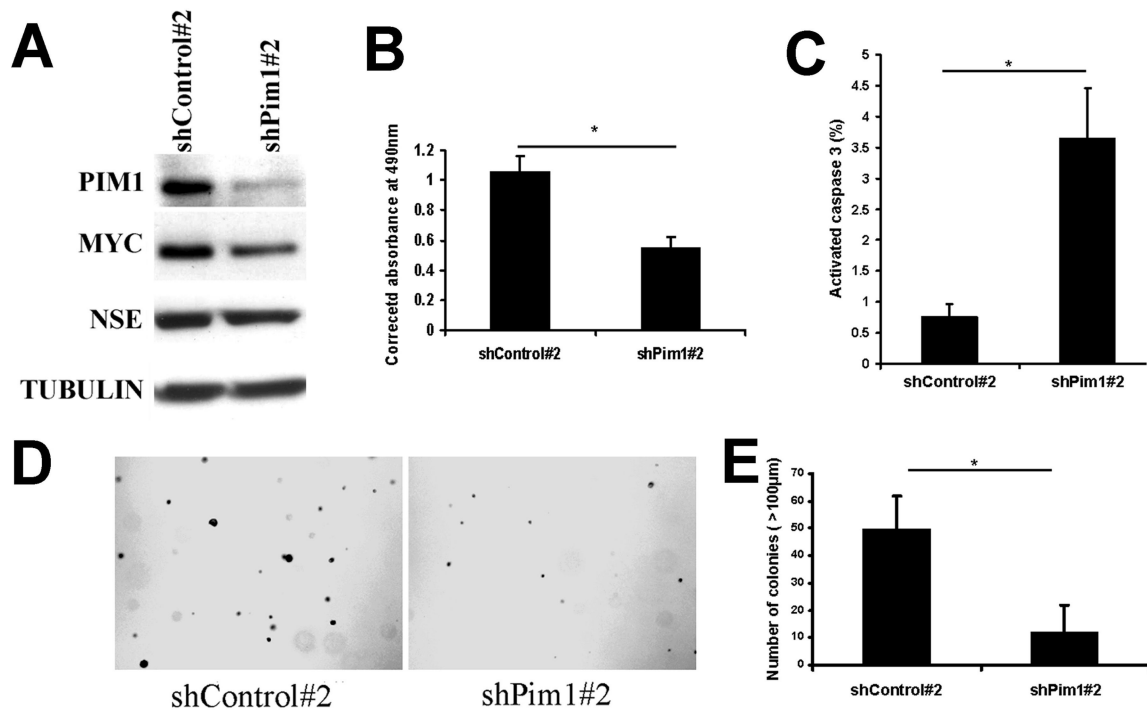 A
shControl#2
shPim1#2
PIM1
MYC
NSE
TUBULIN
B
Correcetd absorbance at 490nm
1.2
1
0.8
0.6
0.4
0.2
0
*
shControl#2
shPim1#2
C
Activated caspase 3 (%)
5
4.5
4
3.5
3
2.5
2
1.5
1
0.5
0
*
shControl#2
shPim1#2
D
shControl#2
shPim1#2
E
Number of colonies ( >100µm)
70
60
50
40
30
20
10
0
*
shControl#2
shPim1#2